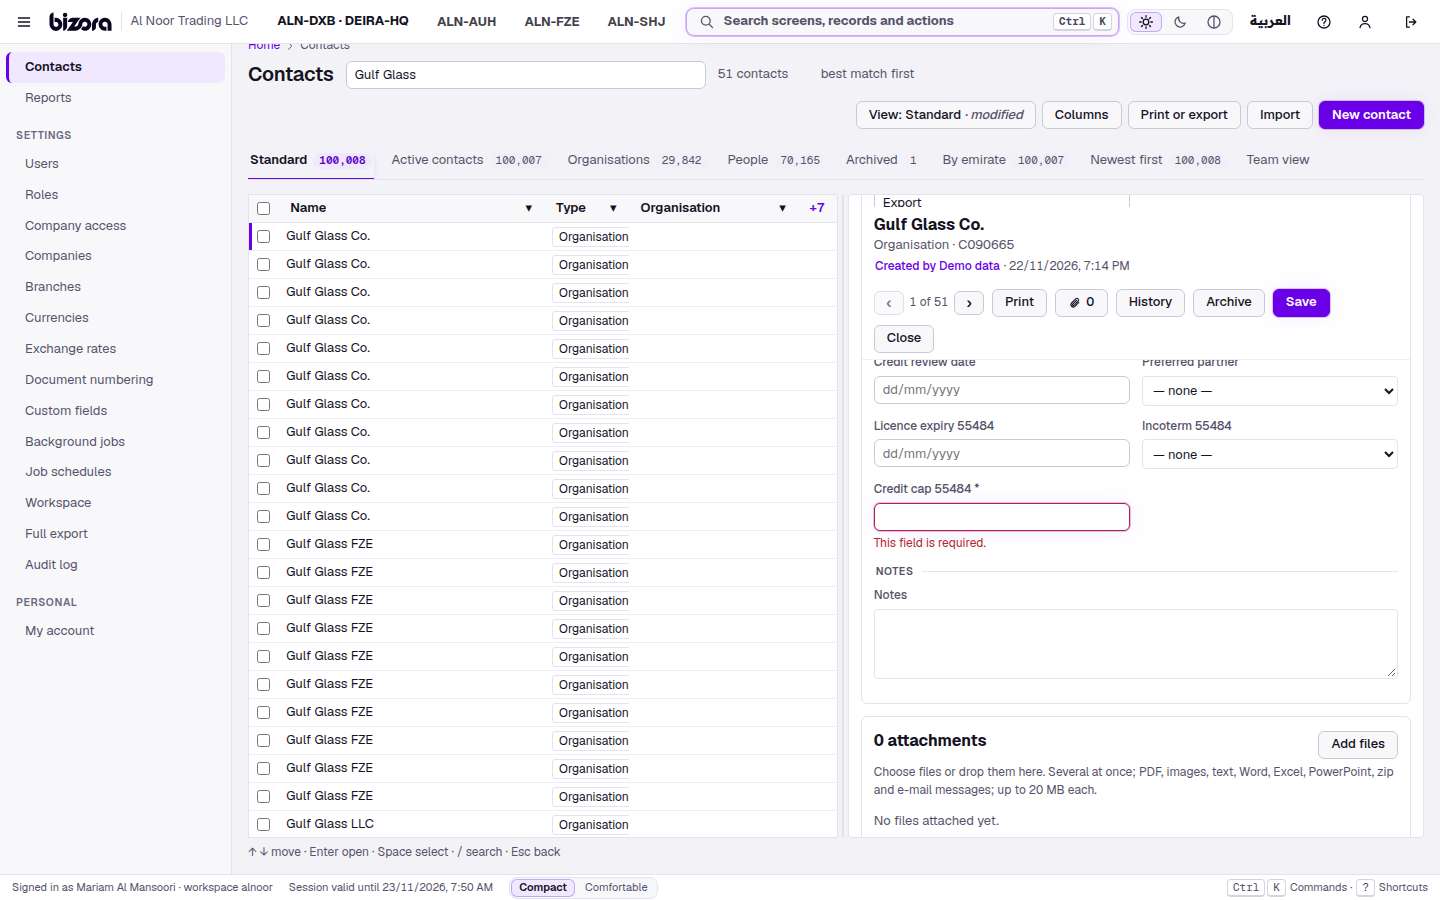 bizora
Al Noor Trading LLC
ALN-DXB · DEIRA-HQ
ALN-AUH
ALN-FZE
ALN-SHJ
Search screens, records and actions
Ctrl K
العربية
Home > Contacts
Contacts
Reports
SETTINGS
Users
Roles
Company access
Companies
Branches
Currencies
Exchange rates
Document numbering
Custom fields
Background jobs
Job schedules
Workspace
Full export
Audit log
PERSONAL
My account
Contacts
Gulf Glass
51 contacts
best match first
View: Standard · modified
Columns
Print or export
Import
New contact
Standard 100,008
Active contacts 100,007
Organisations 29,842
People 70,165
Archived 1
By emirate 100,007
Newest first 100,008
Team view
Name ▼ Type ▼ Organisation ▼ +7
Gulf Glass Co. Organisation
Gulf Glass Co. Organisation
Gulf Glass Co. Organisation
Gulf Glass Co. Organisation
Gulf Glass Co. Organisation
Gulf Glass Co. Organisation
Gulf Glass Co. Organisation
Gulf Glass Co. Organisation
Gulf Glass Co. Organisation
Gulf Glass Co. Organisation
Gulf Glass Co. Organisation
Gulf Glass FZE Organisation
Gulf Glass FZE Organisation
Gulf Glass FZE Organisation
Gulf Glass FZE Organisation
Gulf Glass FZE Organisation
Gulf Glass FZE Organisation
Gulf Glass FZE Organisation
Gulf Glass FZE Organisation
Gulf Glass FZE Organisation
Gulf Glass FZE Organisation
Gulf Glass LLC Organisation
↑↓ move · Enter open · Space select · / search · Esc back
Export
Gulf Glass Co.
Organisation · C090665
Created by Demo data · 22/11/2026, 7:14 PM
‹ 1 of 51 ›
Print
0
History
Archive
Save
Close
Credit review date
dd/mm/yyyy
Preferred partner
— none —
Licence expiry 55484
dd/mm/yyyy
Incoterm 55484
— none —
Credit cap 55484 *
This field is required.
NOTES
Notes
0 attachments
Add files
Choose files or drop them here. Several at once; PDF, images, text, Word, Excel, PowerPoint, zip
and e-mail messages; up to 20 MB each.
No files attached yet.
Signed in as Mariam Al Mansoori · workspace alnoor
Session valid until 23/11/2026, 7:50 AM
Compact
Comfortable
Ctrl K Commands · ? Shortcuts